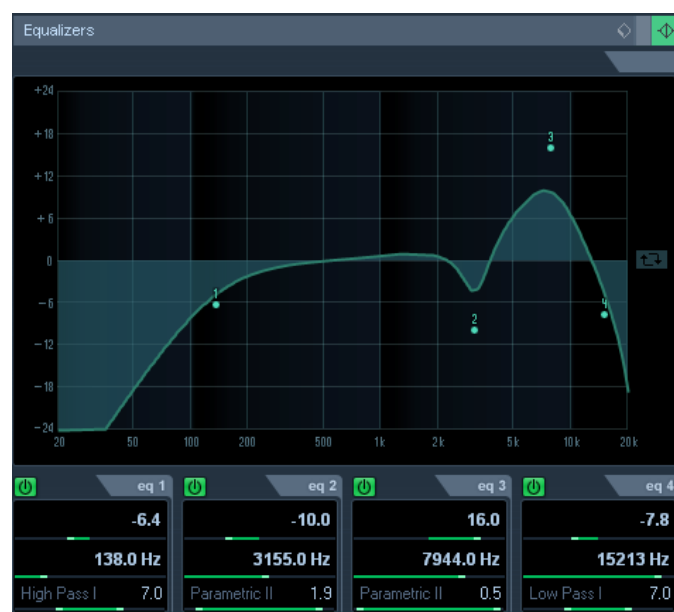 Equalizers
+24
+18
3
+12
+6
0
1
-6
4
2
-12
-18
-24
20 50 100 200 500 1k 2k 5k 10k 20k
eq 1 eq 2 eq 3 eq 4
-6.4 -10.0 16.0 -7.8
138.0 Hz 3155.0 Hz 7944.0 Hz 15213 Hz
High Pass I 7.0 Parametric II 1.9 Parametric II 0.5 Low Pass I 7.0